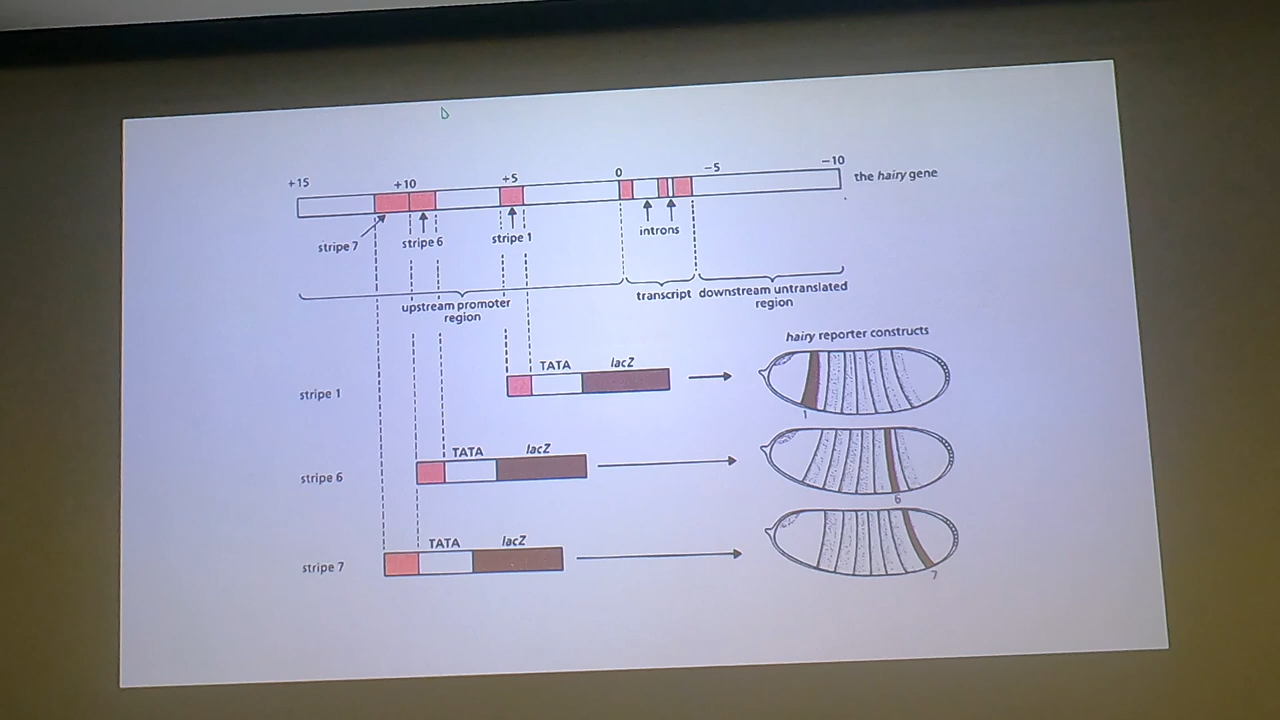 +15
+10
+5
0
−5
−10
the hairy gene
stripe 7
stripe 6
stripe 1
introns
upstream promoter
region
transcript
downstream untranslated
region
hairy reporter constructs
stripe 1
TATA
lacZ
1
stripe 6
TATA
lacZ
6
stripe 7
TATA
lacZ
7